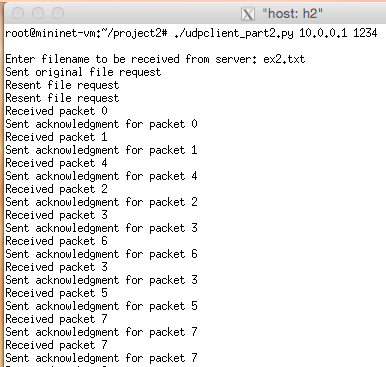 X "host: h2"
root@mininet-vm:~/project2# ./udpclient_part2.py 10.0.0.1 1234
Enter filename to be received from server: ex2.txt
Sent original file request
Resent file request
Resent file request
Received packet 0
Sent acknowledgment for packet 0
Received packet 1
Sent acknowledgment for packet 1
Received packet 4
Sent acknowledgment for packet 4
Received packet 2
Sent acknowledgment for packet 2
Received packet 3
Sent acknowledgment for packet 3
Received packet 6
Sent acknowledgment for packet 6
Received packet 3
Sent acknowledgment for packet 3
Received packet 5
Sent acknowledgment for packet 5
Received packet 7
Sent acknowledgment for packet 7
Received packet 7
Sent acknowledgment for packet 7